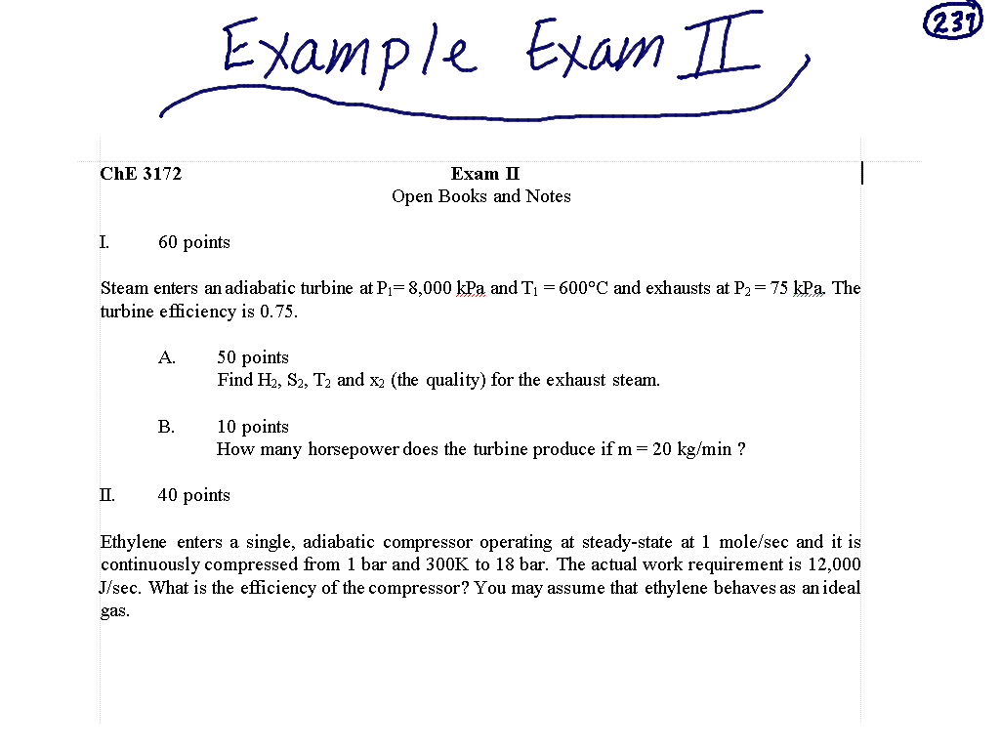 Example Exam II
237
ChE 3172 Exam II
Open Books and Notes
I. 60 points
Steam enters an adiabatic turbine at P₁= 8,000 kPa and T₁ = 600°C and exhausts at P₂ = 75 kPa. The
turbine efficiency is 0.75.
A. 50 points
Find H₂, S₂, T₂ and x₂ (the quality) for the exhaust steam.
B. 10 points
How many horsepower does the turbine produce if m = 20 kg/min ?
II. 40 points
Ethylene enters a single, adiabatic compressor operating at steady-state at 1 mole/sec and it is
continuously compressed from 1 bar and 300K to 18 bar. The actual work requirement is 12,000
J/sec. What is the efficiency of the compressor? You may assume that ethylene behaves as an ideal
gas.